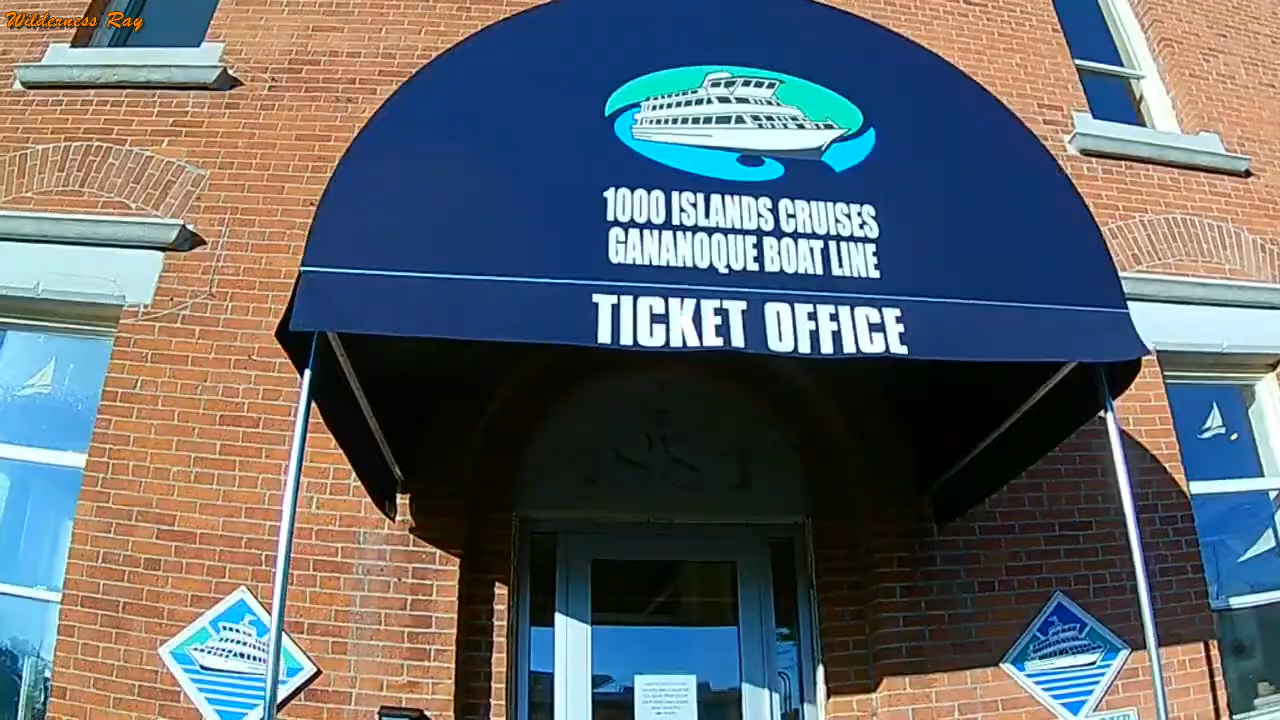 Wilderness Ray
1000 ISLANDS CRUISES
GANANOQUE BOAT LINE
TICKET OFFICE